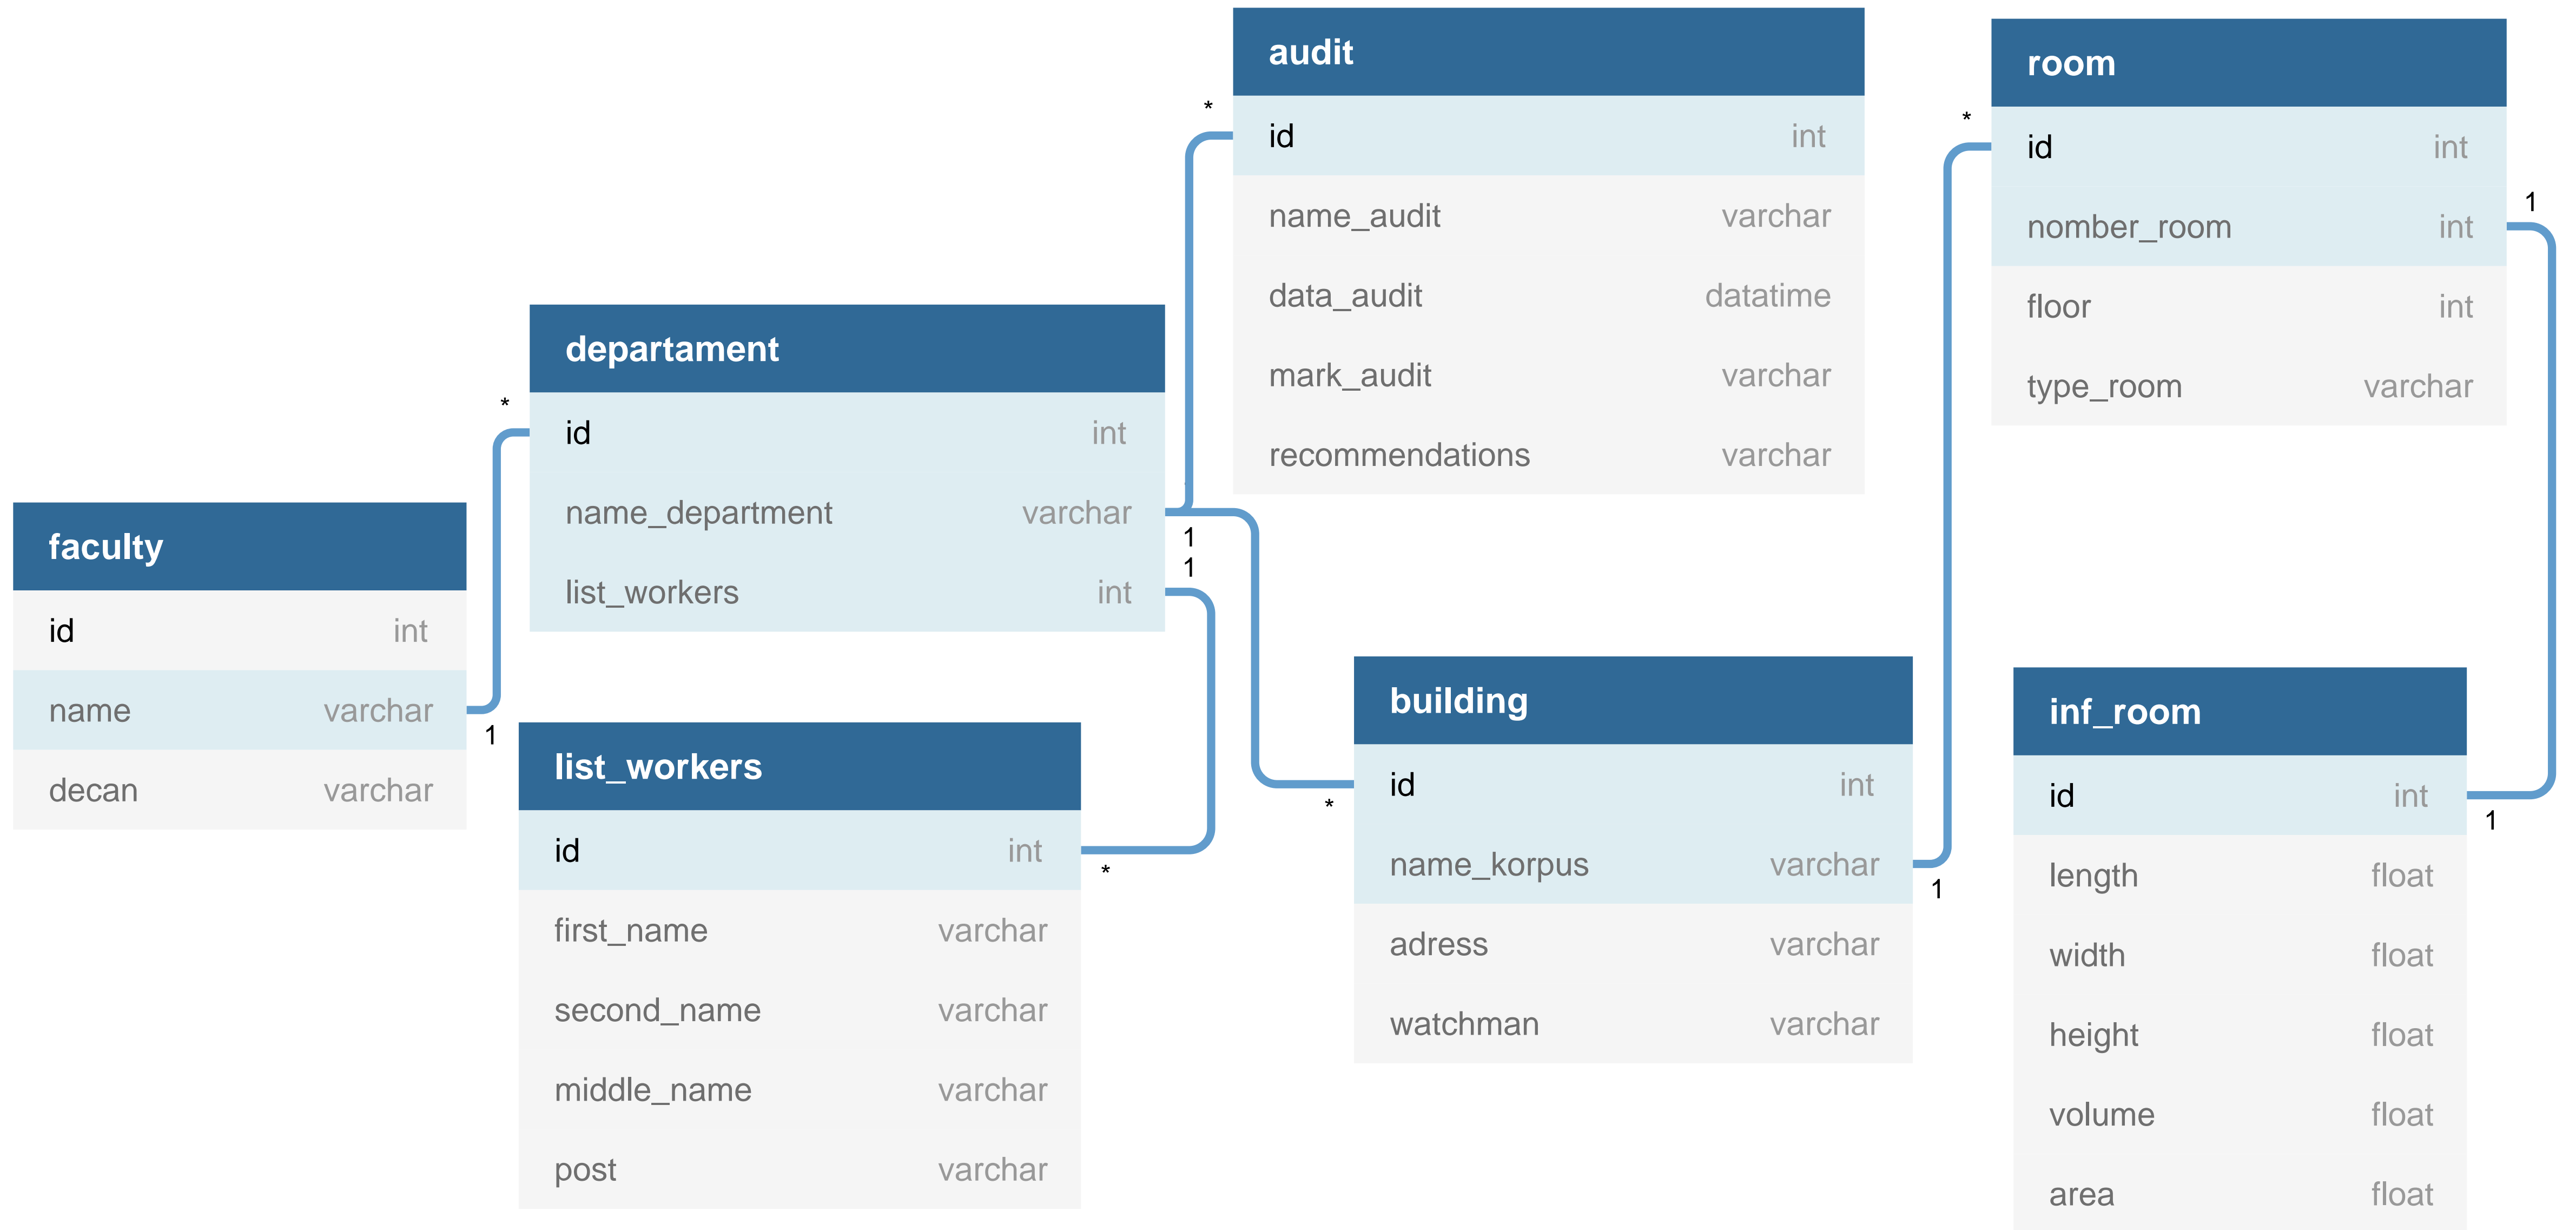 faculty
id int
name varchar
decan varchar
1
*
departament
id int
name_department varchar
list_workers int
1
1
list_workers
id int
first_name varchar
second_name varchar
middle_name varchar
post varchar
*
*
audit
id int
name_audit varchar
data_audit datatime
mark_audit varchar
recommendations varchar
*
building
id int
name_korpus varchar
adress varchar
watchman varchar
1
*
room
id int
nomber_room int
floor int
type_room varchar
1
inf_room
id int
length float
width float
height float
volume float
area float
1